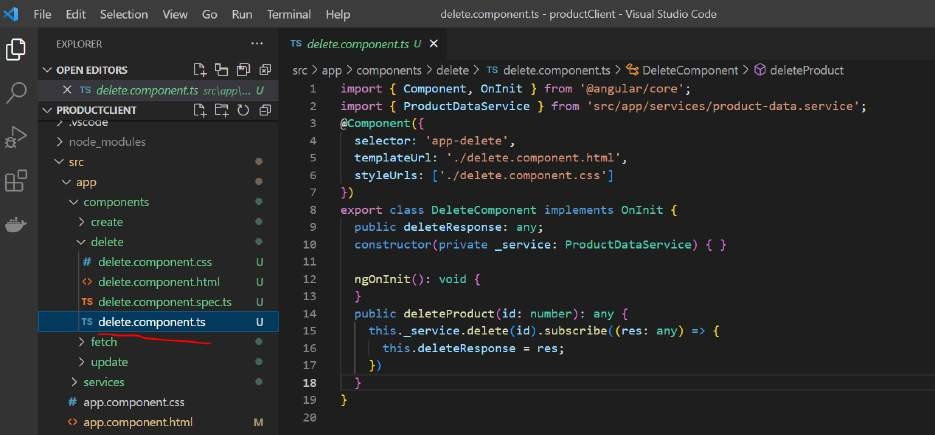 File Edit Selection View Go Run Terminal Help
delete.component.ts - productClient - Visual Studio Code
EXPLORER
OPEN EDITORS
TS delete.component.ts src\app\... U
PRODUCTCLIENT
.vscode
node_modules
src
app
components
create
delete
# delete.component.css U
<> delete.component.html U
TS delete.component.spec.ts U
TS delete.component.ts U
fetch
update
services
# app.component.css
<> app.component.html M
TS delete.component.ts U
src > app > components > delete > TS delete.component.ts > DeleteComponent > deleteProduct
1 import { Component, OnInit } from '@angular/core';
2 import { ProductDataService } from 'src/app/services/product-data.service';
3 @Component({
4 selector: 'app-delete',
5 templateUrl: './delete.component.html',
6 styleUrls: ['./delete.component.css']
7 })
8 export class DeleteComponent implements OnInit {
9 public deleteResponse: any;
10 constructor(private _service: ProductDataService) { }
11
12 ngOnInit(): void {
13 }
14 public deleteProduct(id: number): any {
15 this._service.delete(id).subscribe((res: any) => {
16 this.deleteResponse = res;
17 })
18 }
19 }
20